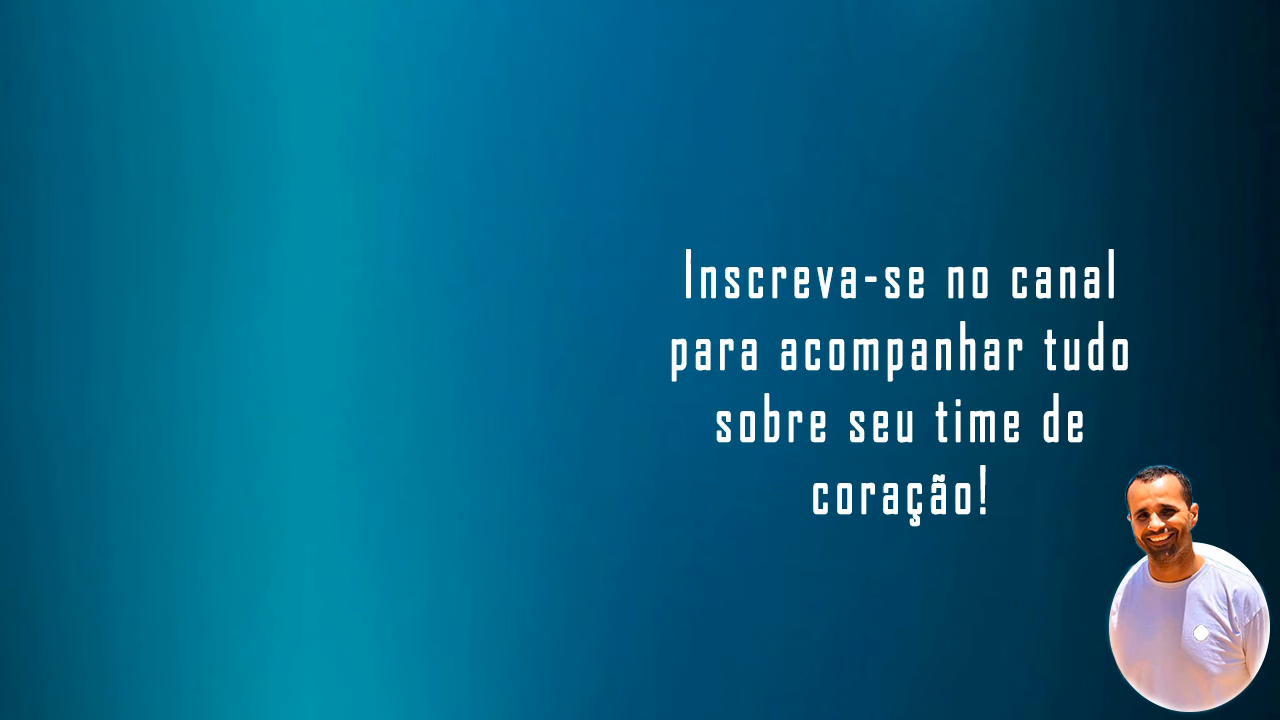 Inscreva-se no canal
para acompanhar tudo
sobre seu time de
coração!